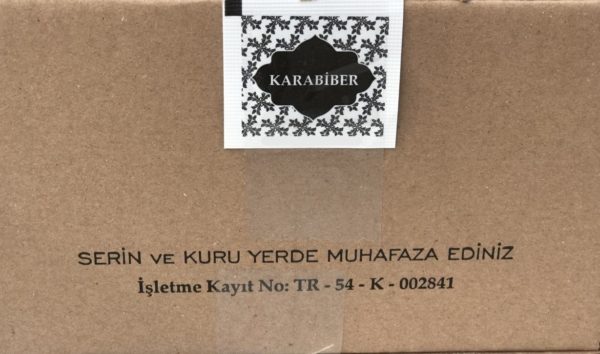 KARABİBER
SERİN VE KURU YERDE MUHAFAZA EDİNİZ
İşletme Kayıt No: TR - 54 - K - 002841